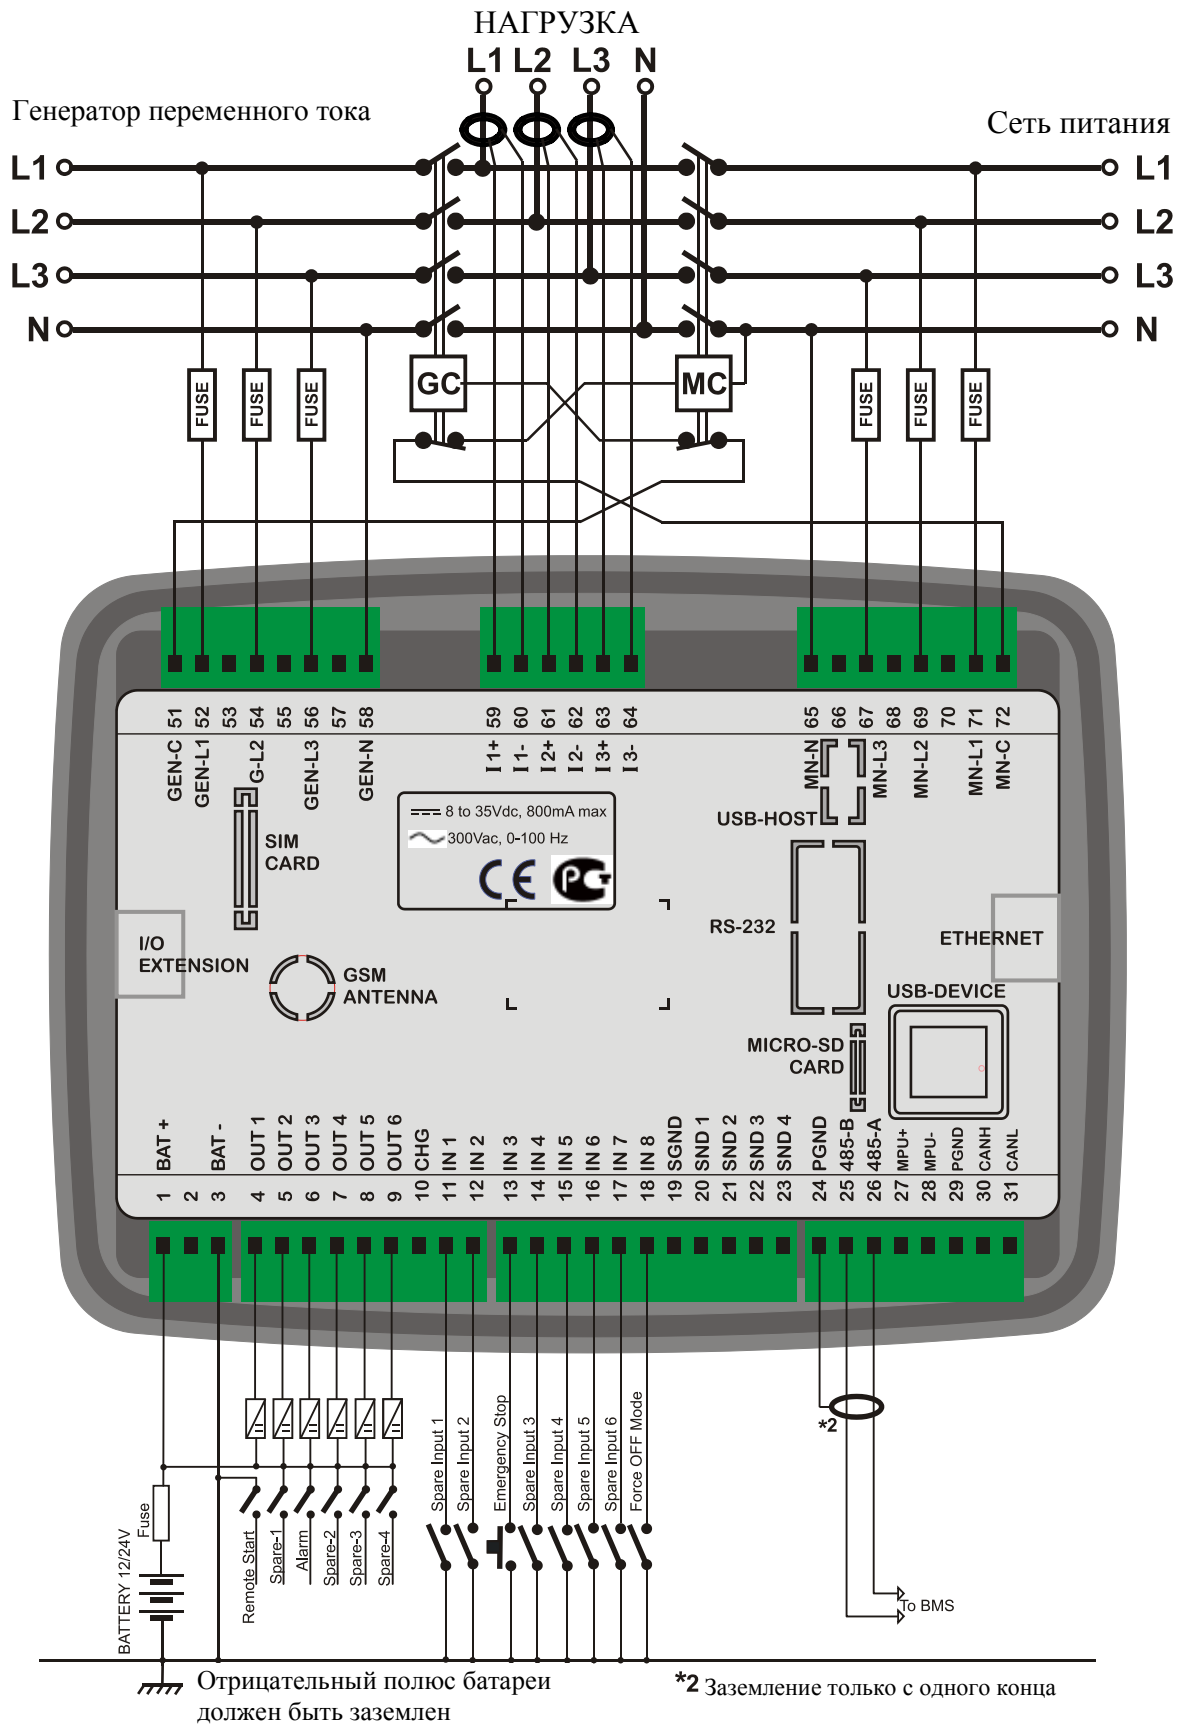 НАГРУЗКА
L1 L2 L3 N
Генератор переменного тока
Сеть питания
L1
L1
L2
L2
L3
L3
N
N
GC
MC
FUSE
FUSE
FUSE
FUSE
FUSE
FUSE
51 52 53 54 55 56 57 58
59 60 61 62 63 64
65 66 67 68 69 70 71 72
GEN-C
GEN-L1
G-L2
GEN-L3
GEN-N
I 1+
I 1-
I 2+
I 2-
I 3+
I 3-
MN-N
MN-L3
MN-L2
MN-L1
MN-C
8 to 35Vdc, 800mA max
300Vac, 0-100 Hz
CE
РСТ
SIM
CARD
USB-HOST
RS-232
I/O
EXTENSION
ETHERNET
GSM
ANTENNA
USB-DEVICE
MICRO-SD
CARD
BAT +
BAT -
OUT 1
OUT 2
OUT 3
OUT 4
OUT 5
OUT 6
CHG
IN 1
IN 2
IN 3
IN 4
IN 5
IN 6
IN 7
IN 8
SGND
SND 1
SND 2
SND 3
SND 4
PGND
485-B
485-A
MPU+
MPU-
PGND
CANH
CANL
1 2 3 4 5 6 7 8 9 10 11 12 13 14 15 16 17 18 19 20 21 22 23 24 25 26 27 28 29 30 31
BATTERY 12/24V
Fuse
Remote Start
Spare-1
Alarm
Spare-2
Spare-3
Spare-4
Spare Input 1
Spare Input 2
Emergency Stop
Spare Input 3
Spare Input 4
Spare Input 5
Spare Input 6
Force OFF Mode
*2
To BMS
Отрицательный полюс батареи
должен быть заземлен
*2 Заземление только с одного конца